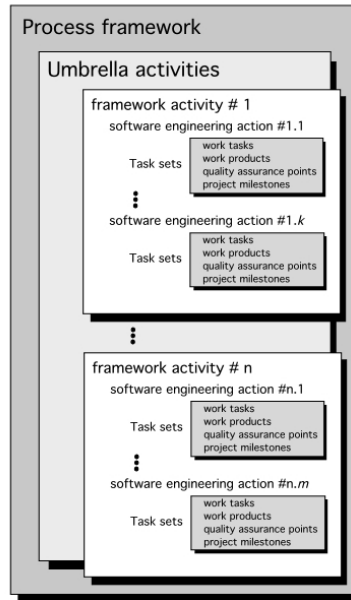 Process framework
Umbrella activities
framework activity # 1
software engineering action #1.1
Task sets
work tasks
work products
quality assurance points
project milestones
software engineering action #1.k
Task sets
work tasks
work products
quality assurance points
project milestones
framework activity # n
software engineering action #n.1
Task sets
work tasks
work products
quality assurance points
project milestones
software engineering action #n.m
Task sets
work tasks
work products
quality assurance points
project milestones